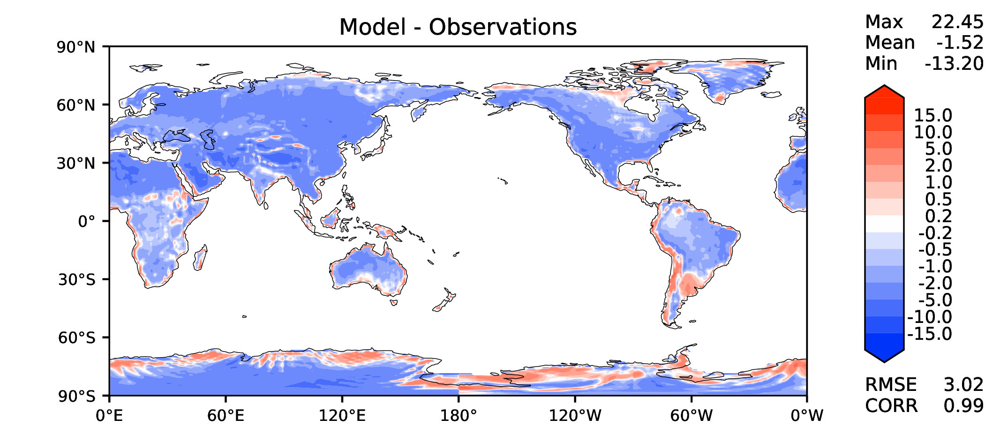 Model - Observations
Max 22.45
Mean -1.52
Min -13.20
90°N
60°N
30°N
0°
30°S
60°S
90°S
0°E 60°E 120°E 180° 120°W 60°W 0°W
15.0
10.0
5.0
2.0
1.0
0.5
0.2
-0.2
-0.5
-1.0
-2.0
-5.0
-10.0
-15.0
RMSE 3.02
CORR 0.99